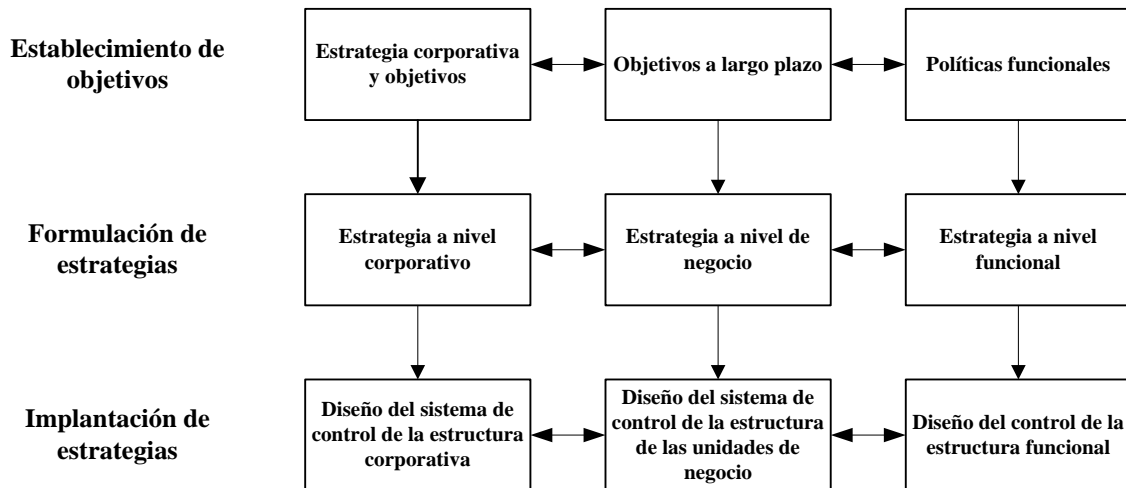 Establecimiento de
objetivos
Estrategia corporativa
y objetivos
Objetivos a largo plazo
Políticas funcionales
Formulación de
estrategias
Estrategia a nivel
corporativo
Estrategia a nivel de
negocio
Estrategia a nivel
funcional
Implantación de
estrategias
Diseño del sistema de
control de la estructura
corporativa
Diseño del sistema de
control de la estructura
de las unidades de
negocio
Diseño del control de la
estructura funcional